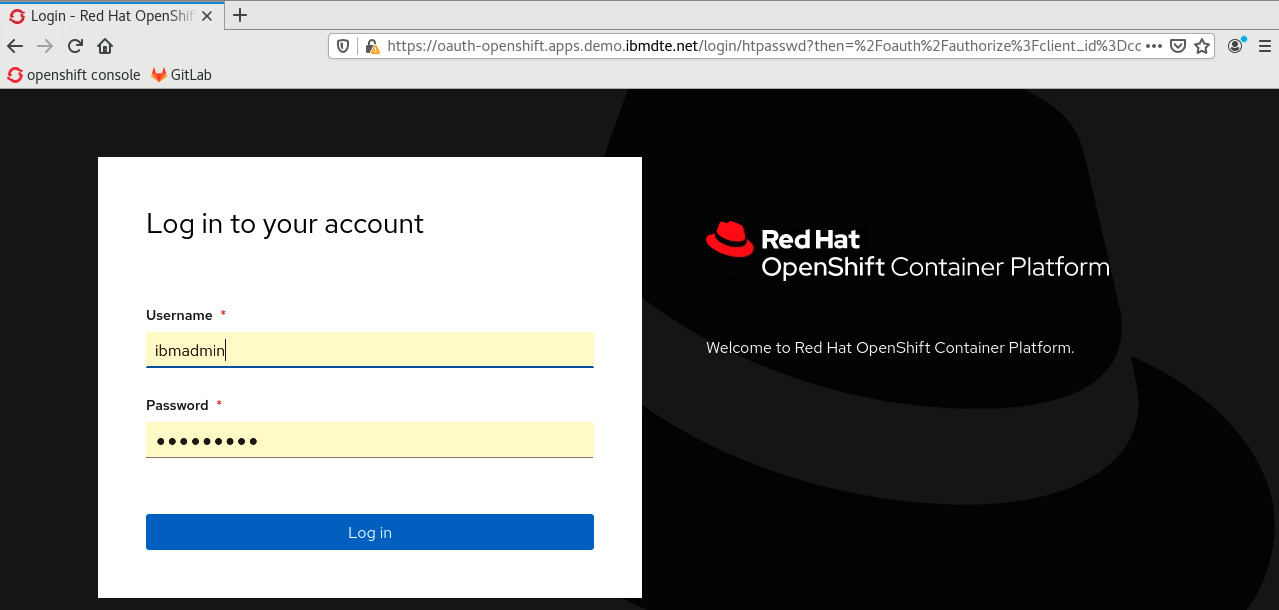 Login - Red Hat OpenShif
https://oauth-openshift.apps.demo.ibmdte.net/login/htpasswd?then=%2Foauth%2Fauthorize%3Fclient_id%3Dcc
openshift console GitLab
Log in to your account
Username *
ibmadmin
Password *
Log in
Red Hat
OpenShift Container Platform
Welcome to Red Hat OpenShift Container Platform.